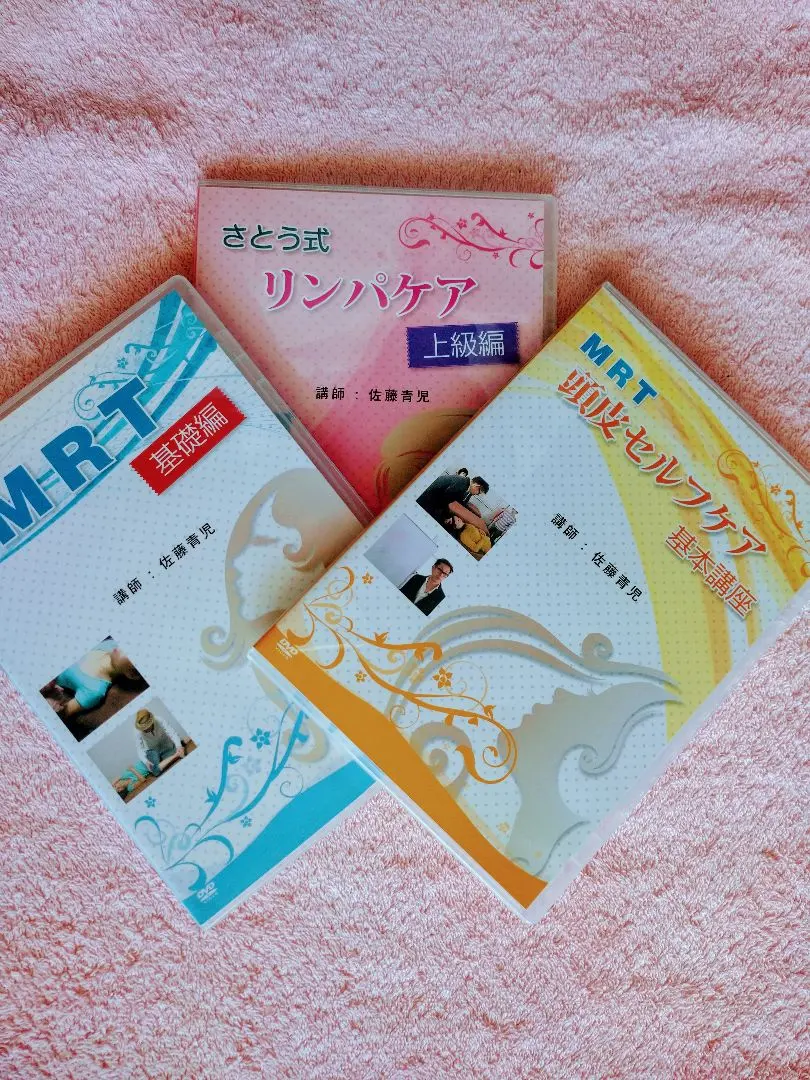 さとう式
リンパケア
上級編
講師 : 佐藤青児
M-R-T
基礎編
講師 : 佐藤青児
DVD
MRT
頭皮セルフケア
基本講座
講師 : 佐藤青児
DVD